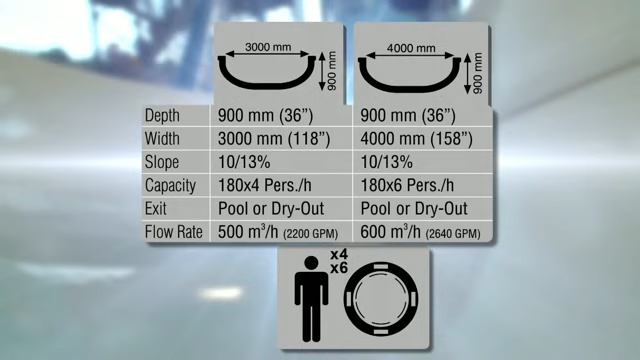 3000 mm
900 mm
4000 mm
900 mm
Depth 900 mm (36”) 900 mm (36”)
Width 3000 mm (118”) 4000 mm (158”)
Slope 10/13% 10/13%
Capacity 180x4 Pers./h 180x6 Pers./h
Exit Pool or Dry-Out Pool or Dry-Out
Flow Rate 500 m³/h (2200 GPM) 600 m³/h (2640 GPM)
x4
x6